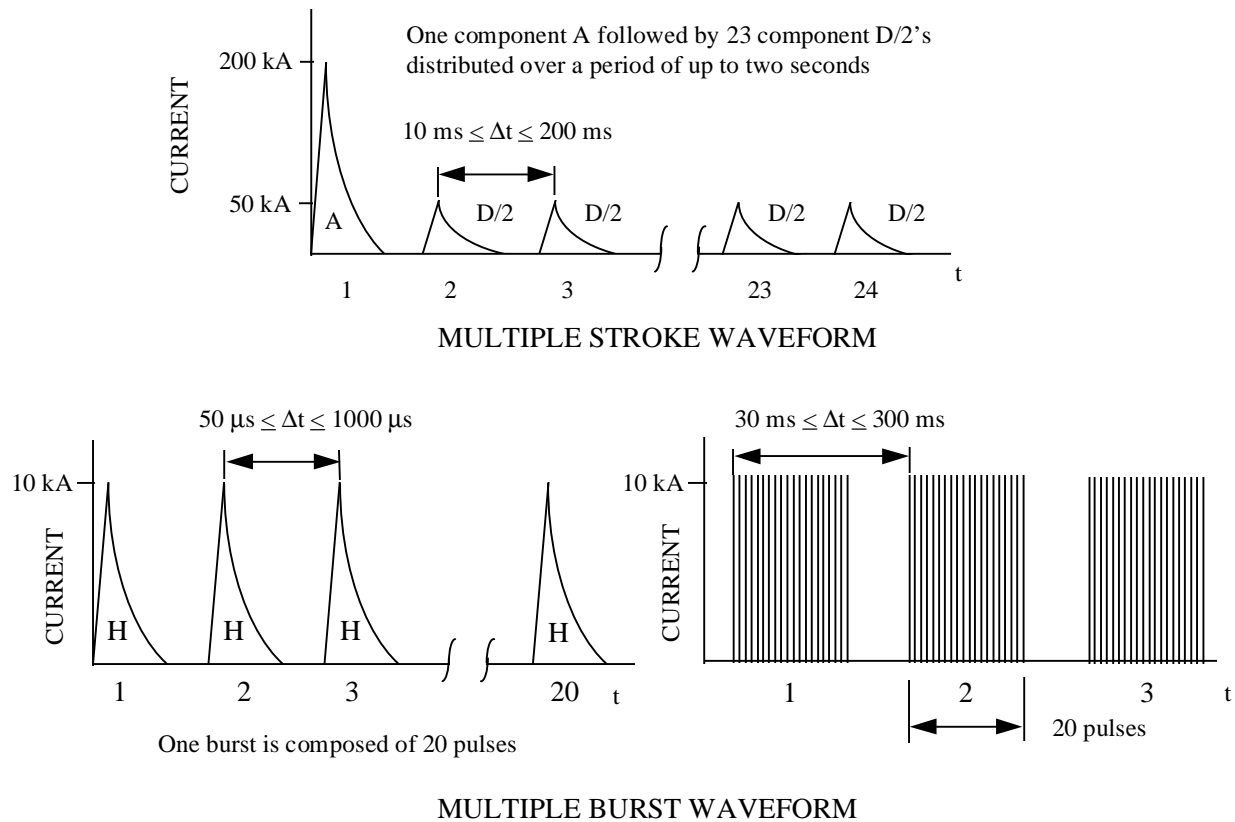 One component A followed by 23 component D/2's
distributed over a period of up to two seconds
200 kA
10 ms ≤ Δt ≤ 200 ms
CURRENT
50 kA
A
D/2
D/2
D/2
D/2
1
2
3
23
24
t
MULTIPLE STROKE WAVEFORM
50 μs ≤ Δt ≤ 1000 μs
10 kA
CURRENT
H
H
H
H
1
2
3
20
t
One burst is composed of 20 pulses
30 ms ≤ Δt ≤ 300 ms
10 kA
CURRENT
1
2
3
t
20 pulses
MULTIPLE BURST WAVEFORM